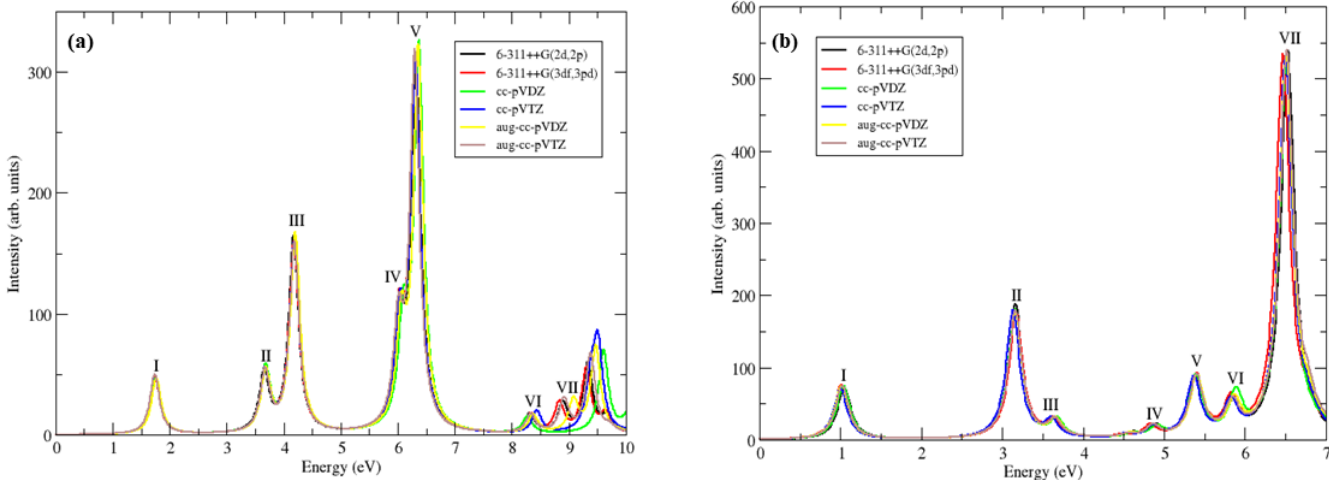 (a)
V
6-311++G(2d,2p)
6-311++G(3df,3pd)
cc-pVDZ
cc-pVTZ
aug-cc-pVDZ
aug-cc-pVTZ
III
IV
II
I
VI
VII
300
200
100
0
Intensity (arb. units)
0 1 2 3 4 5 6 7 8 9 10
Energy (eV)
(b)
VII
6-311++G(2d,2p)
6-311++G(3df,3pd)
cc-pVDZ
cc-pVTZ
aug-cc-pVDZ
aug-cc-pVTZ
II
I
III
IV
V
VI
600
500
400
300
200
100
0
Intensity (arb. units)
0 1 2 3 4 5 6 7
Energy (eV)